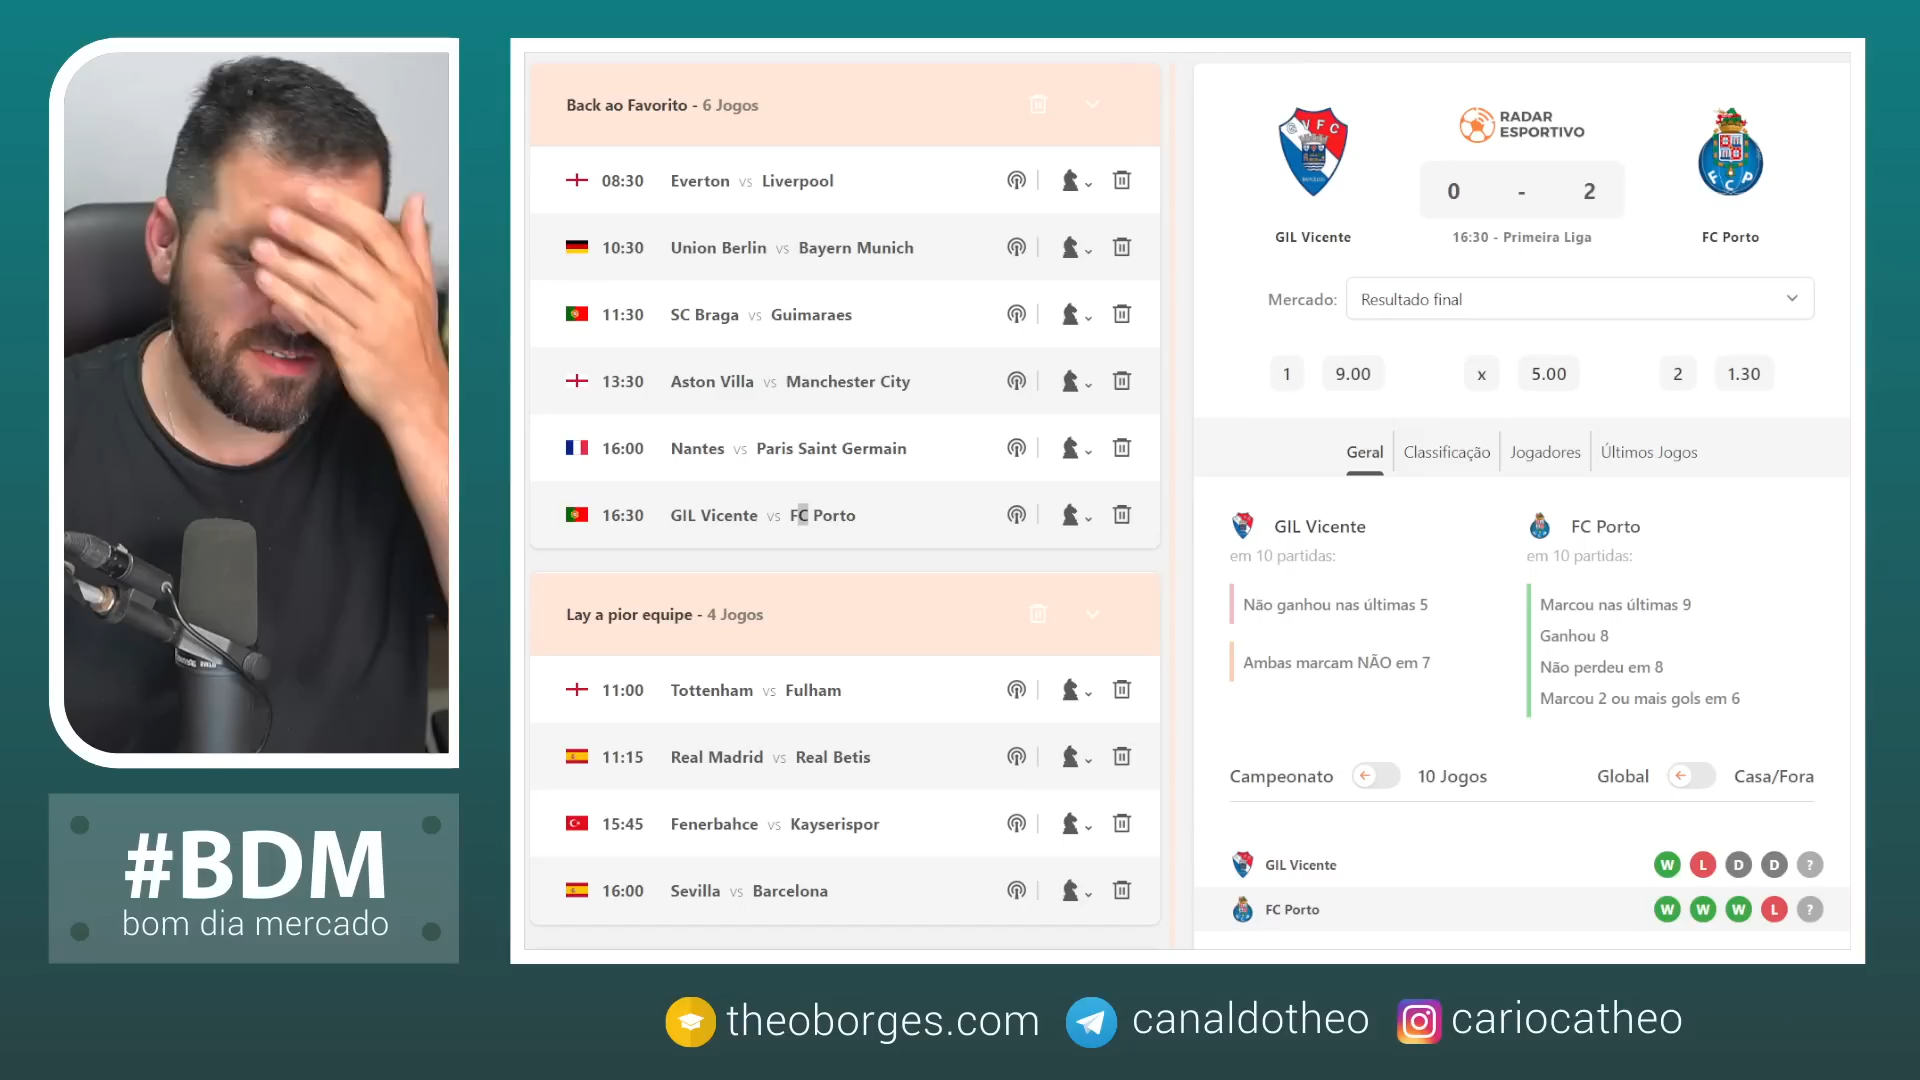 Back ao Favorito - 6 Jogos
08:30 Everton vs Liverpool
10:30 Union Berlin vs Bayern Munich
11:30 SC Braga vs Guimaraes
13:30 Aston Villa vs Manchester City
16:00 Nantes vs Paris Saint Germain
16:30 GIL Vicente vs FC Porto
Lay a pior equipe - 4 Jogos
11:00 Tottenham vs Fulham
11:15 Real Madrid vs Real Betis
15:45 Fenerbahce vs Kayserispor
16:00 Sevilla vs Barcelona
GVFC
RADAR
ESPORTIVO
FCP
0 - 2
GIL Vicente
16:30 - Primeira Liga
FC Porto
Mercado: Resultado final
1 9.00 x 5.00 2 1.30
Geral Classificação Jogadores Últimos Jogos
GIL Vicente
em 10 partidas:
Não ganhou nas últimas 5
Ambas marcam NÃO em 7
FC Porto
em 10 partidas:
Marcou nas últimas 9
Ganhou 8
Não perdeu em 8
Marcou 2 ou mais gols em 6
Campeonato 10 Jogos Global Casa/Fora
GIL Vicente W L D D ?
FC Porto W W W L ?
#BDM
bom dia mercado
theoborges.com canaldotheo cariocatheo